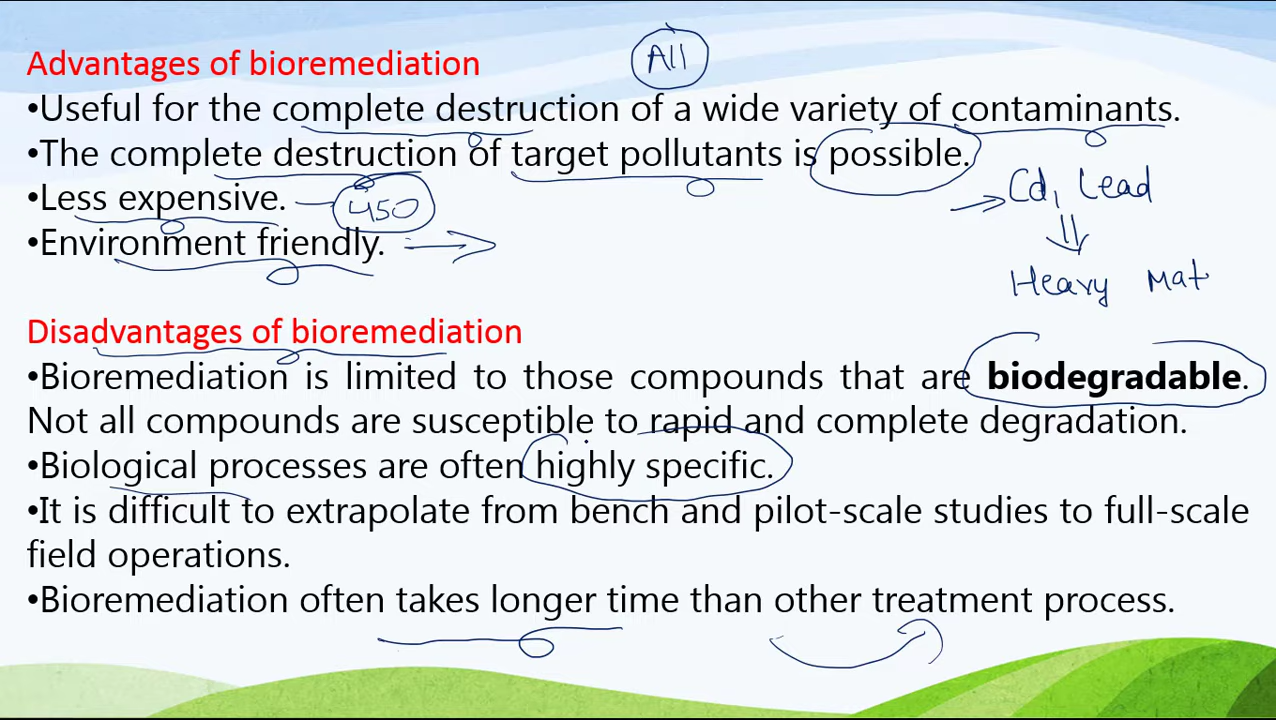 All
Advantages of bioremediation
•Useful for the complete destruction of a wide variety of contaminants.
•The complete destruction of target pollutants is possible.
Cd, Lead
•Less expensive. 450
•Environment friendly.
Heavy Mat
Disadvantages of bioremediation
•Bioremediation is limited to those compounds that are biodegradable.
Not all compounds are susceptible to rapid and complete degradation.
•Biological processes are often highly specific.
•It is difficult to extrapolate from bench and pilot-scale studies to full-scale
field operations.
•Bioremediation often takes longer time than other treatment process.